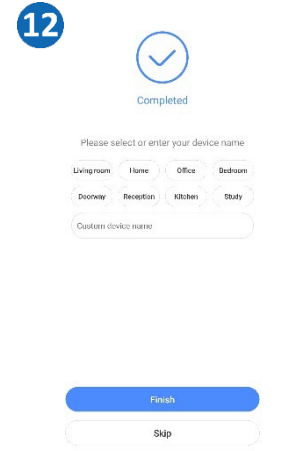 12
Completed
Please select or enter your device name
Living room Home Office Bedroom
Doorway Reception Kitchen Study
Custom device name
Finish
Skip